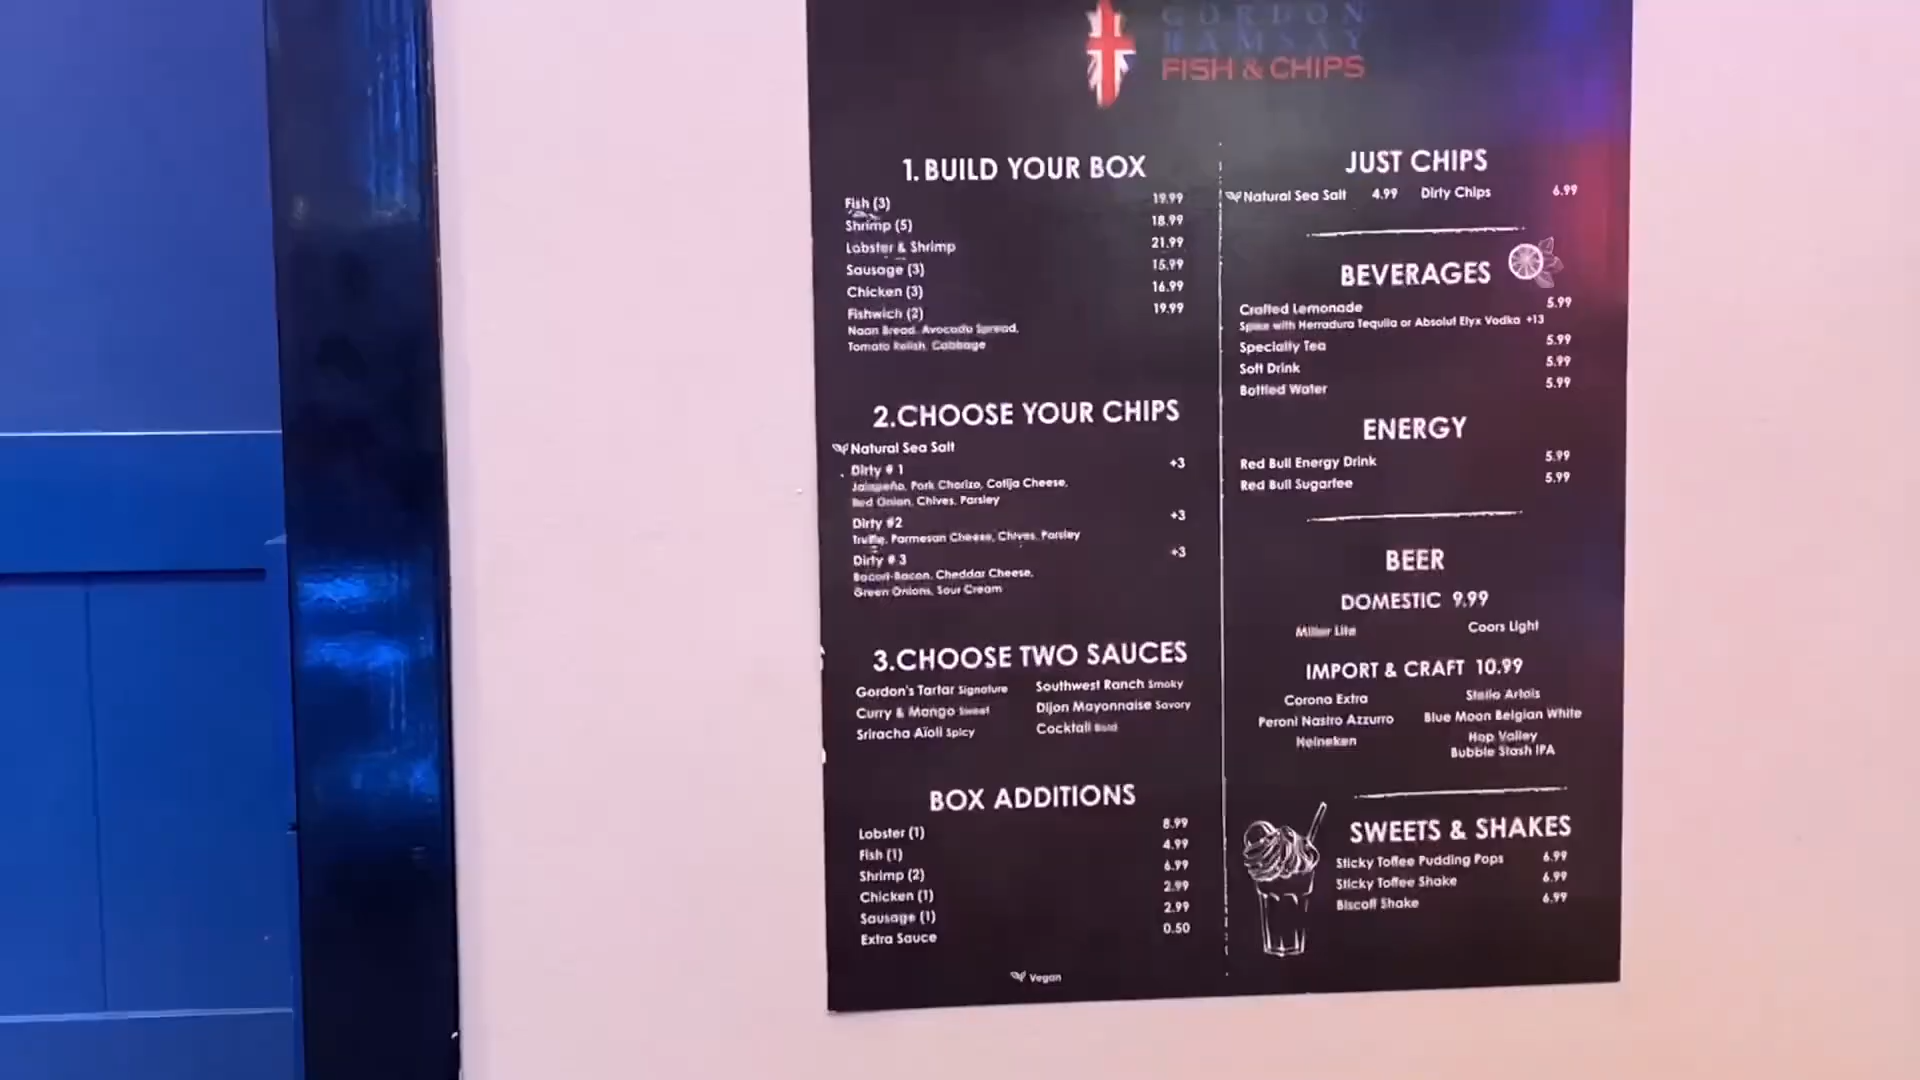 GORDON
RAMSAY
FISH & CHIPS
1. BUILD YOUR BOX
Fish (3) 19.99
Shrimp (5) 18.99
Lobster & Shrimp 21.99
Sausage (3) 15.99
Chicken (3) 16.99
Fishwich (2) 19.99
Naan Bread, Avocado Spread,
Tomato Relish, Cabbage
2.CHOOSE YOUR CHIPS
Natural Sea Salt
Dirty # 1 +3
Jalapeño, Pork Chorizo, Cotija Cheese,
Red Onion, Chives, Parsley
Dirty #2 +3
Truffle, Parmesan Cheese, Chives, Parsley
Dirty # 3 +3
Bacon-Bacon, Cheddar Cheese,
Green Onions, Sour Cream
3.CHOOSE TWO SAUCES
Gordon's Tartar Signature Southwest Ranch Smoky
Curry & Mango Sweet Dijon Mayonnaise Savory
Sriracha Aïoli Spicy Cocktail Bold
BOX ADDITIONS
Lobster (1) 8.99
Fish (1) 4.99
Shrimp (2) 6.99
Chicken (1) 2.99
Sausage (1) 2.99
Extra Sauce 0.50
Vegan
JUST CHIPS
Natural Sea Salt 4.99 Dirty Chips 6.99
BEVERAGES
Crafted Lemonade 5.99
Spike with Herradura Tequila or Absolut Elyx Vodka +13
Specialty Tea 5.99
Soft Drink 5.99
Bottled Water 5.99
ENERGY
Red Bull Energy Drink 5.99
Red Bull Sugarfee 5.99
BEER
DOMESTIC 9.99
Miller Lite Coors Light
IMPORT & CRAFT 10.99
Corona Extra Stella Artois
Peroni Nastro Azzurro Blue Moon Belgian White
Heineken Hop Valley
Bubble Stash IPA
SWEETS & SHAKES
Sticky Toffee Pudding Pops 6.99
Sticky Toffee Shake 6.99
Biscoff Shake 6.99